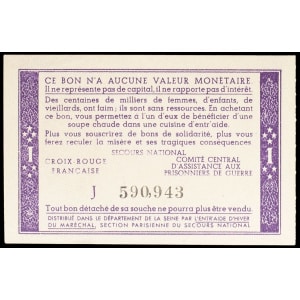 CE BON N'A AUCUNE VALEUR MONÉTAIRE
Il ne représente pas de capital, il ne rapporte pas d'intérêt.
Des centaines de milliers de femmes, d'enfants, de
vieillards, ont faim ; ils sont sans ressources. En achetant
ce bon, vous permettez à l'un d'eux de bénéficier d'une
soupe chaude dans une cuisine d'entr'aide.
Plus vous souscrirez de bons de solidarité, plus vous
ferez reculer la misère et ses tragiques conséquences.
SECOURS NATIONAL
CROIX-ROUGE
FRANÇAISE
COMITÉ CENTRAL
D'ASSISTANCE AUX
PRISONNIERS DE GUERRE
1
1
J 590,943
Tout bon détaché de sa souche ne pourra plus être vendu.
DISTRIBUÉ DANS LE DÉPARTEMENT DE LA SEINE PAR L'ENTR'AIDE D'HIVER
DU MARÉCHAL, SECTION PARISIENNE DU SECOURS NATIONAL